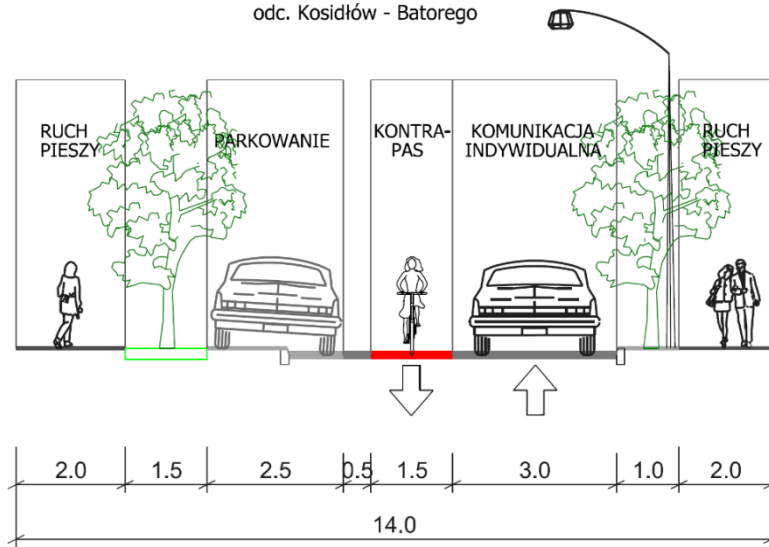 odc. Kosidłów - Batorego
RUCH
PIESZY
PARKOWANIE
KONTRA-
PAS
KOMUNIKACJA
INDYWIDUALNA
RUCH
PIESZY
2.0 1.5 2.5 0.5 1.5 3.0 1.0 2.0
14.0